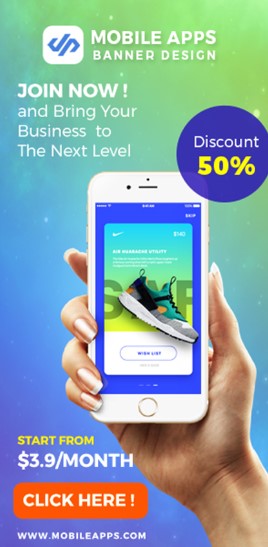 MOBILE APPS
BANNER DESIGN
JOIN NOW !
and Bring Your
Business to
The Next Level
Discount
50%
SKIP
$140
AIR HUARACHE UTILITY
WISH LIST
START FROM
$3.9/MONTH
CLICK HERE !
WWW.MOBILEAPPS.COM